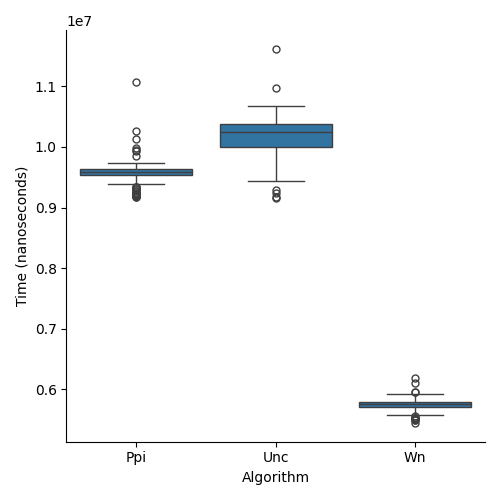 1e7
1.1
1.0
0.9
0.8
0.7
0.6
Time (nanoseconds)
Ppi Unc Wn
Algorithm